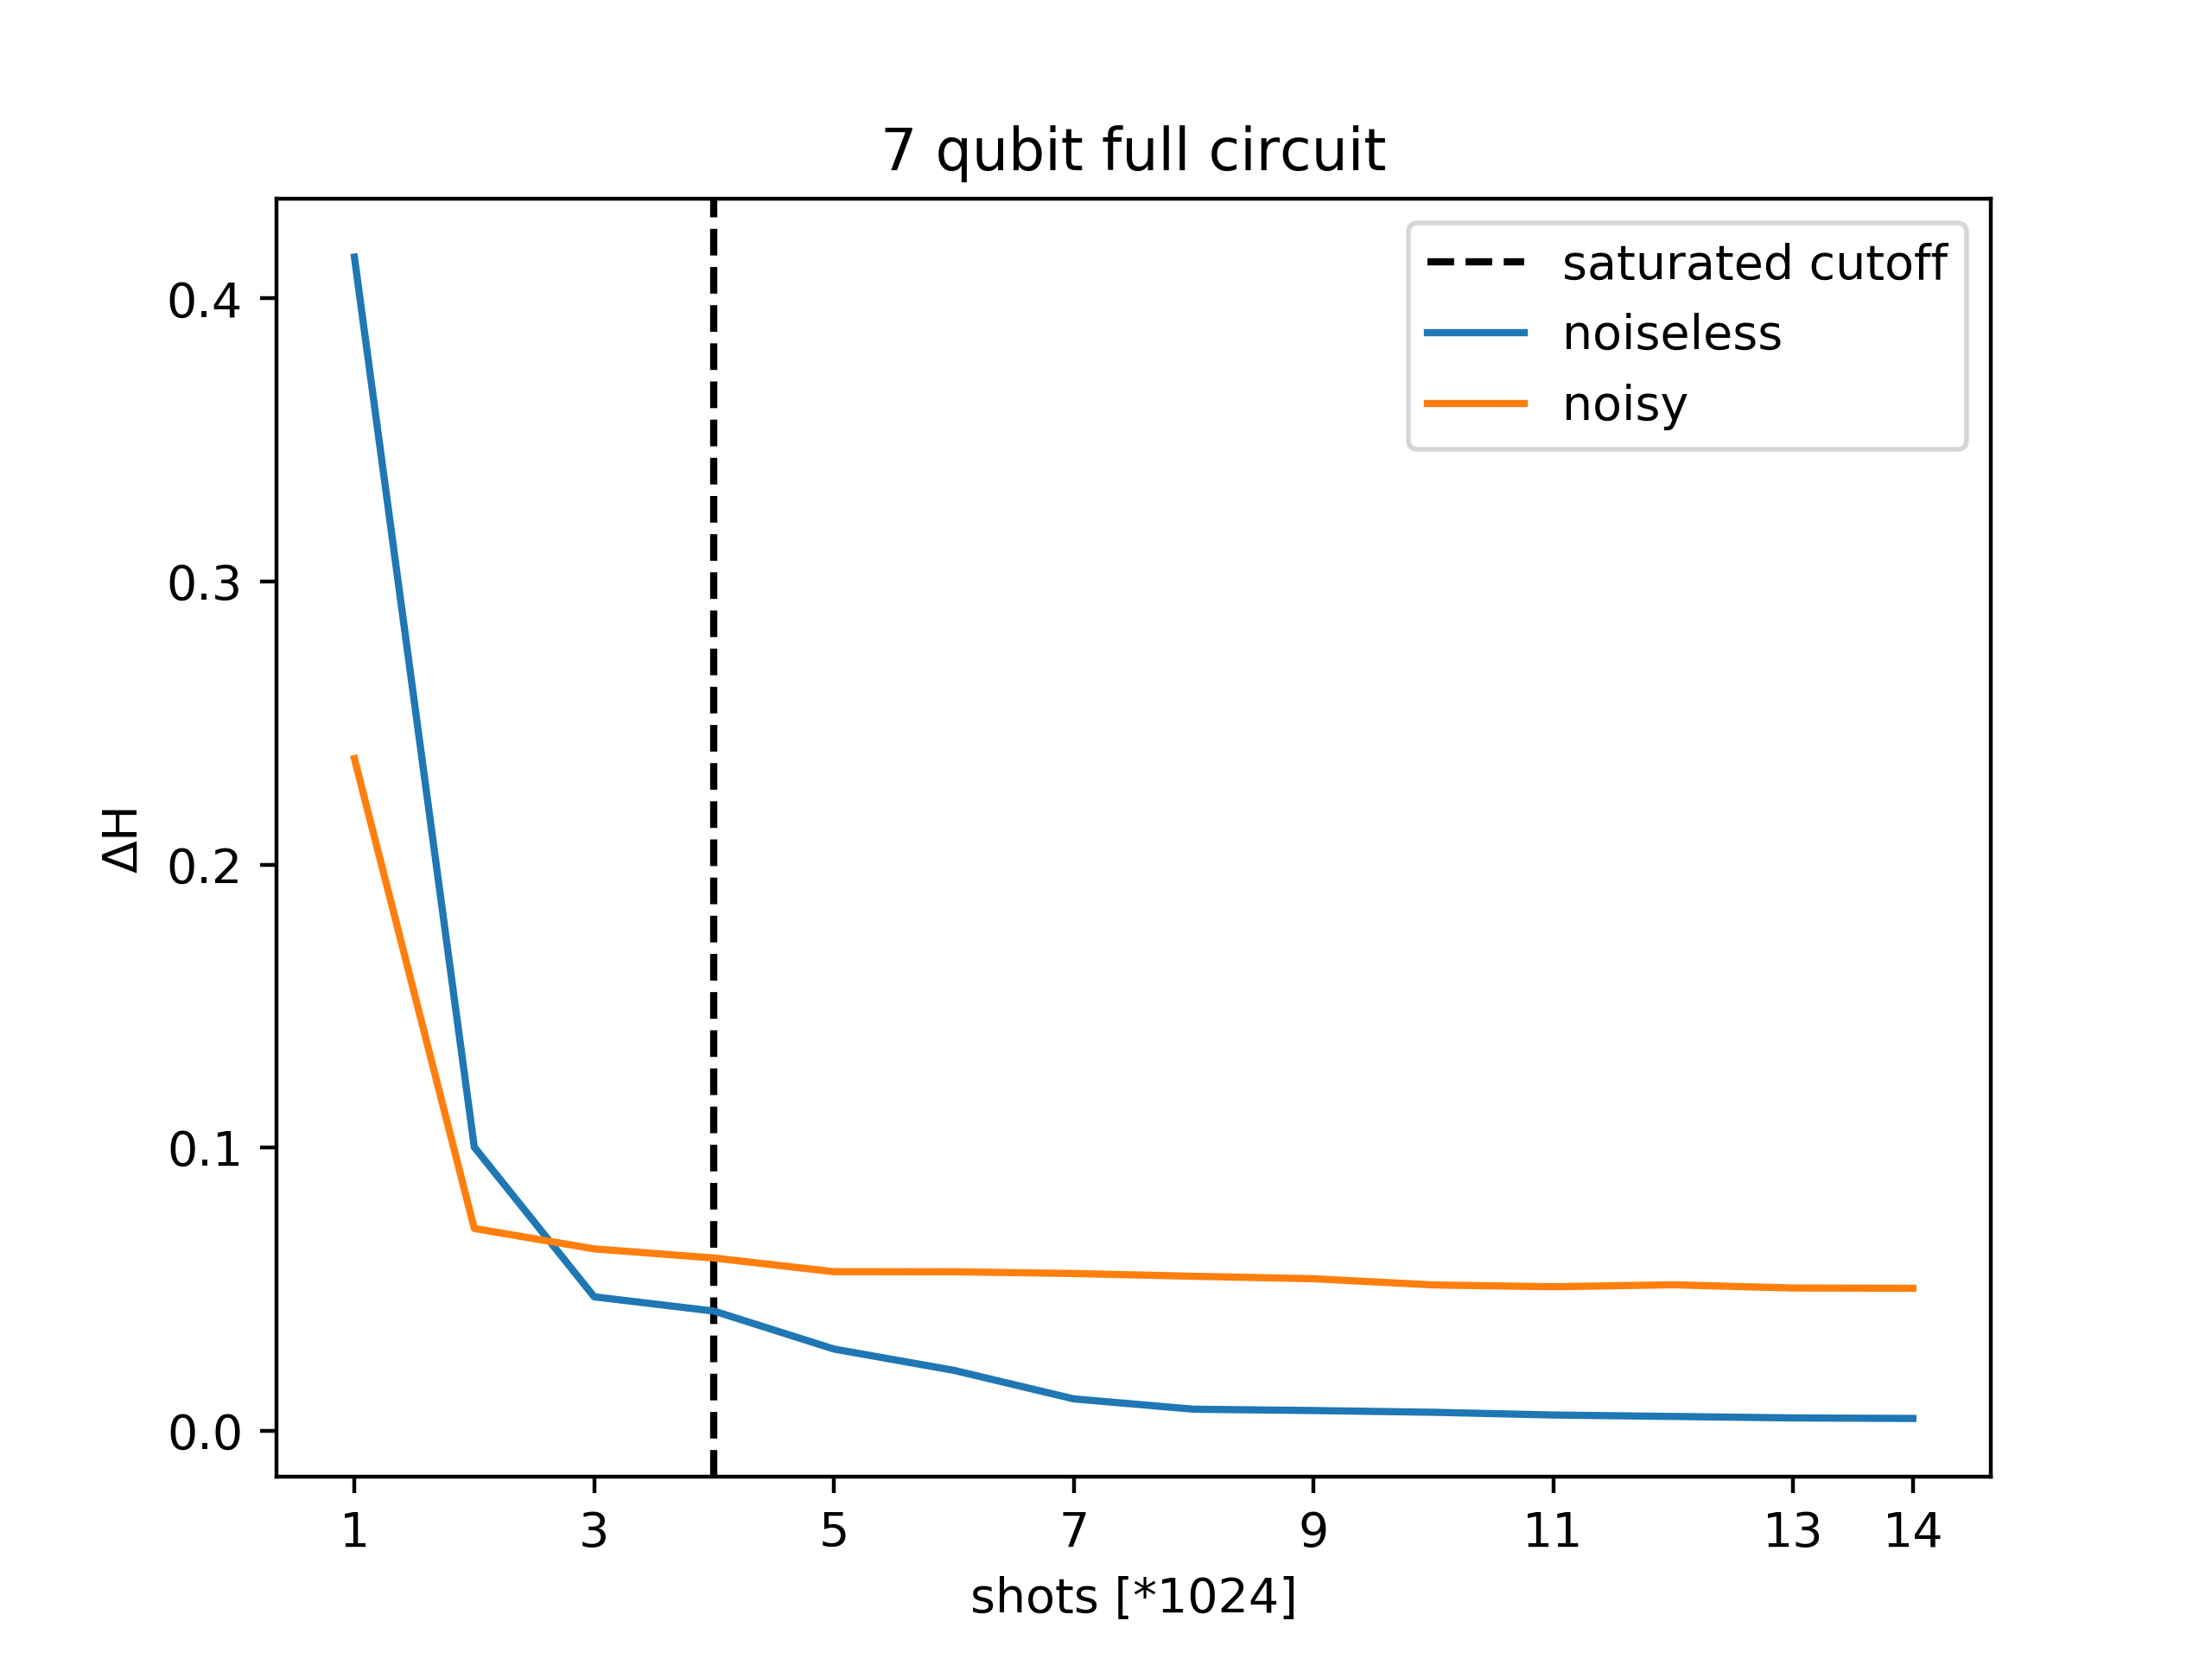 7 qubit full circuit
saturated cutoff
noiseless
noisy
ΔH
0.4
0.3
0.2
0.1
0.0
1 3 5 7 9 11 13 14
shots [*1024]